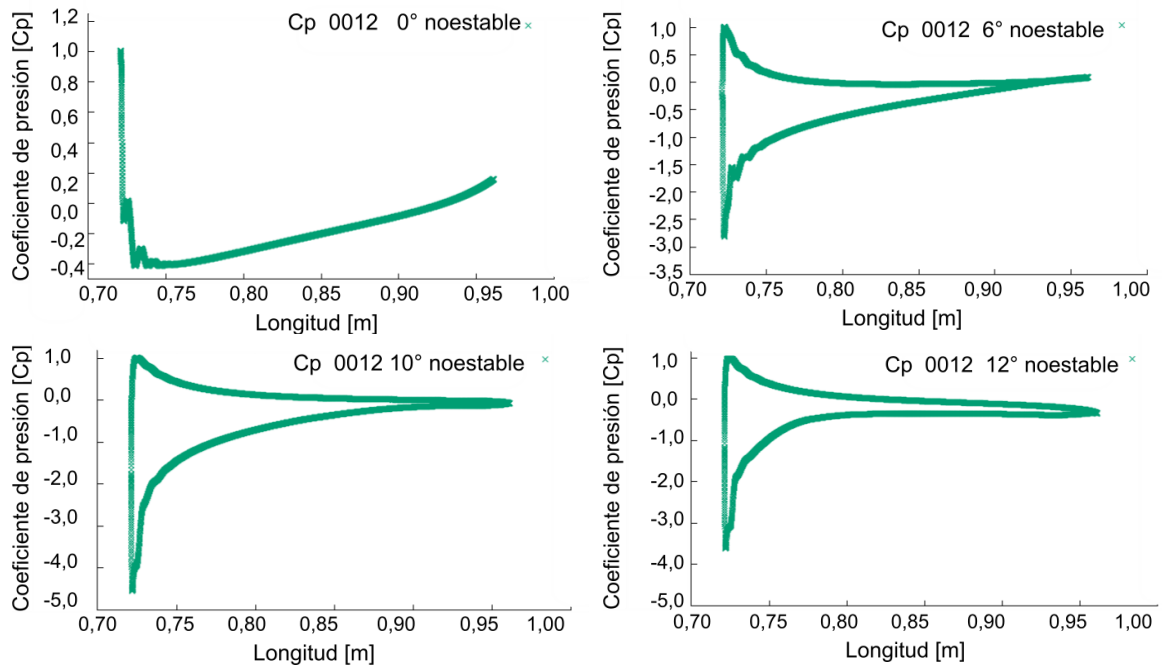 Cp 0012 0° noestable
Coeficiente de presión [Cp]
1,2
1,0
0,8
0,6
0,4
0,2
0,0
-0,2
-0,4
0,70 0,75 0,80 0,85 0,90 0,95 1,00
Longitud [m]
Cp 0012 6° noestable
Coeficiente de presión [Cp]
1,0
0,5
0,0
-0,5
-1,0
-1,5
-2,0
-2,5
-3,0
-3,5
0,70 0,75 0,80 0,85 0,90 0,95 1,00
Longitud [m]
Cp 0012 10° noestable
Coeficiente de presión [Cp]
1,0
0,0
-1,0
-2,0
-3,0
-4,0
-5,0
0,70 0,75 0,80 0,85 0,90 0,95 1,00
Longitud [m]
Cp 0012 12° noestable
Coeficiente de presión [Cp]
1,0
0,0
-1,0
-2,0
-3,0
-4,0
-5,0
0,70 0,75 0,80 0,85 0,90 0,95 1,00
Longitud [m]